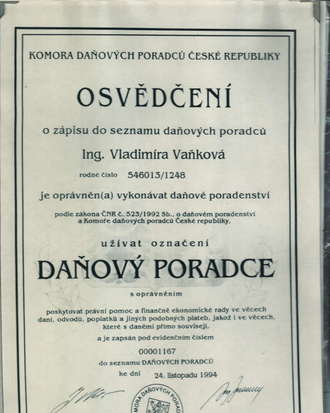 KOMORA DAŇOVÝCH PORADCŮ ČESKÉ REPUBLIKY
OSVĚDČENÍ
o zápisu do seznamu daňových poradců
Ing. Vladimíra Vaňková
rodné číslo 546013/1248
je oprávněn(a) vykonávat daňové poradenství
podle zákona ČNR č. 523/1992 Sb., o daňovém poradenství
a Komoře daňových poradců České republiky.
užívat označení
DAŇOVÝ PORADCE
s oprávněním
poskytovat právní pomoc a finančně ekonomické rady ve věcech
daní, odvodů, poplatků a jiných podobných plateb, jakož i ve věcech,
které s daněmi přímo souvisejí,
a je zapsán pod evidenčním číslem
00001167
do seznamu DAŇOVÝCH PORADCŮ
ke dni 24. listopadu 1994
KOMORA DAŇOVÝCH